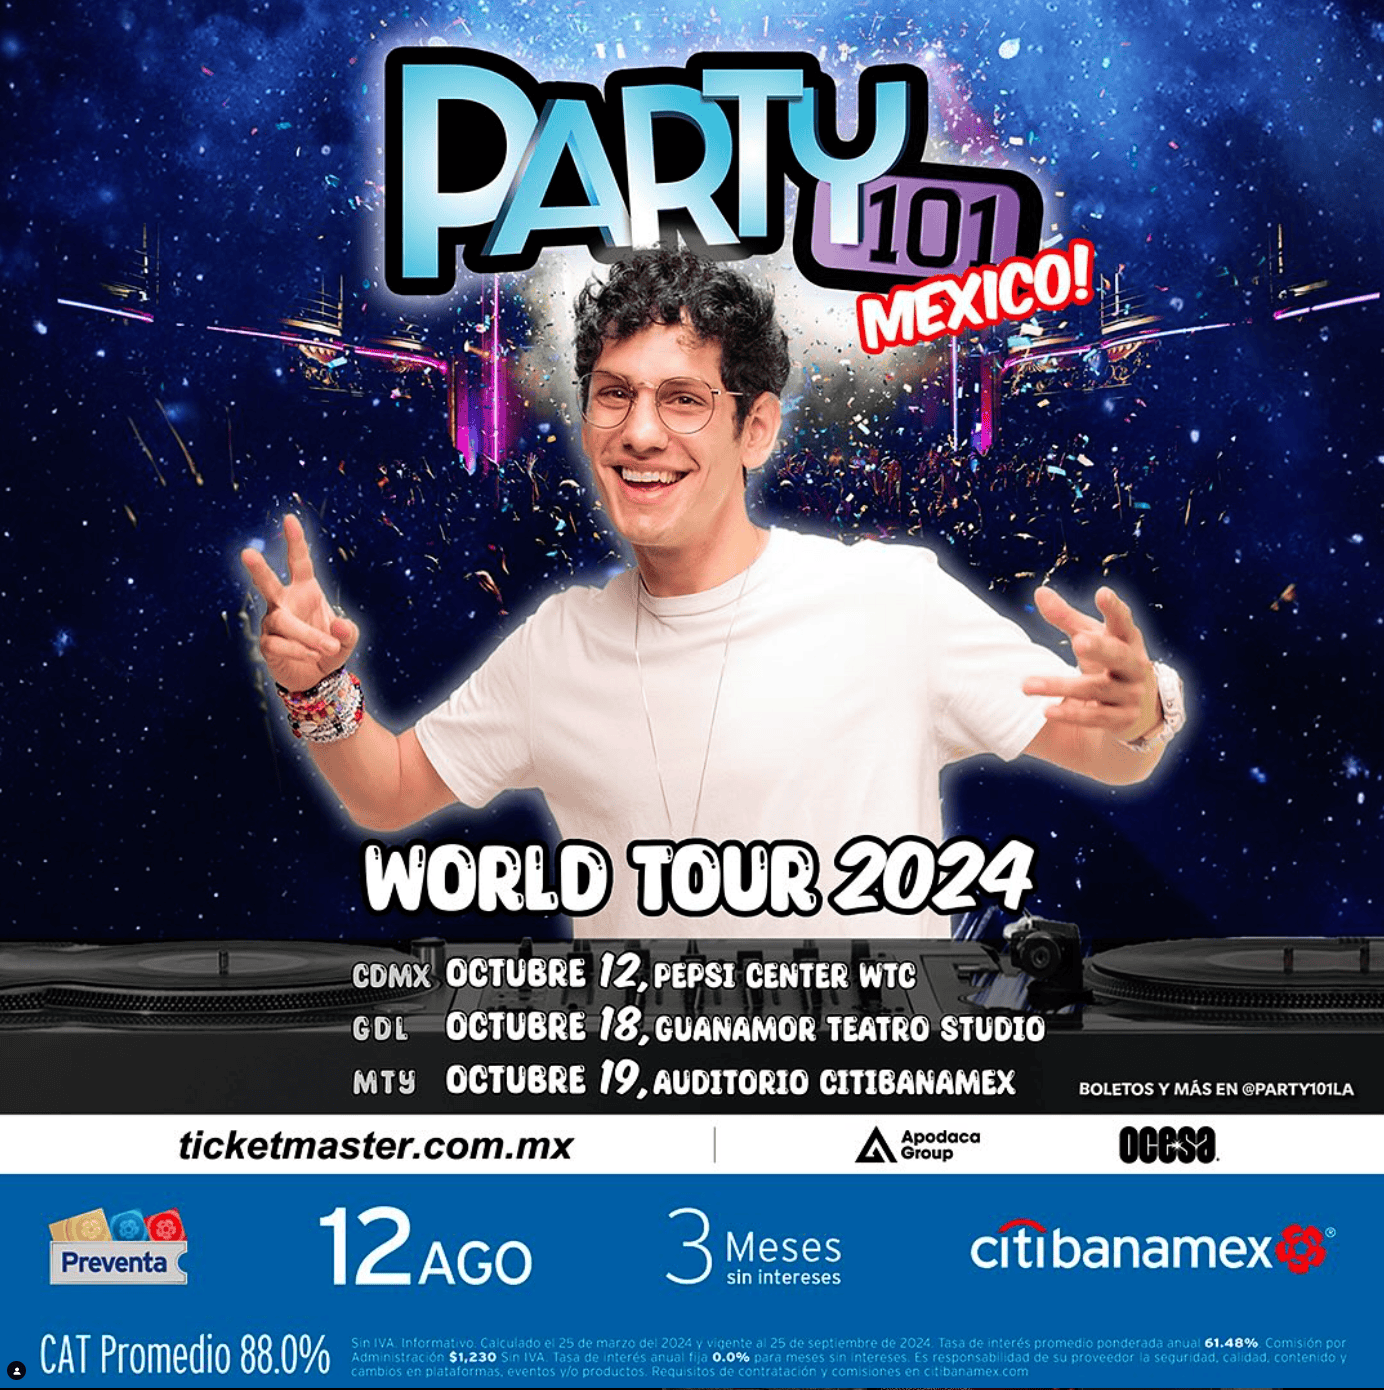 PARTY
101
MEXICO!
WORLD TOUR 2024
CDMX OCTUBRE 12, PEPSI CENTER WTC
GDL OCTUBRE 18, GUANAMOR TEATRO STUDIO
MTY OCTUBRE 19, AUDITORIO CITIBANAMEX
BOLETOS Y MÁS EN @PARTY101LA
ticketmaster.com.mx
Apodaca
Group
ocesa
Preventa
12 AGO
3 Meses
sin intereses
citibanamex®
CAT Promedio 88.0%
Sin IVA. Informativo. Calculado el 25 de marzo del 2024 y vigente al 25 de septiembre de 2024. Tasa de interés promedio ponderada anual 61.48%. Comisión por
Administración $1,230 Sin IVA. Tasa de interés anual fija 0.0% para meses sin intereses. Es responsabilidad de su proveedor la seguridad, calidad, contenido y
cambios en plataformas, eventos y/o productos. Requisitos de contratación y comisiones en citibanamex.com